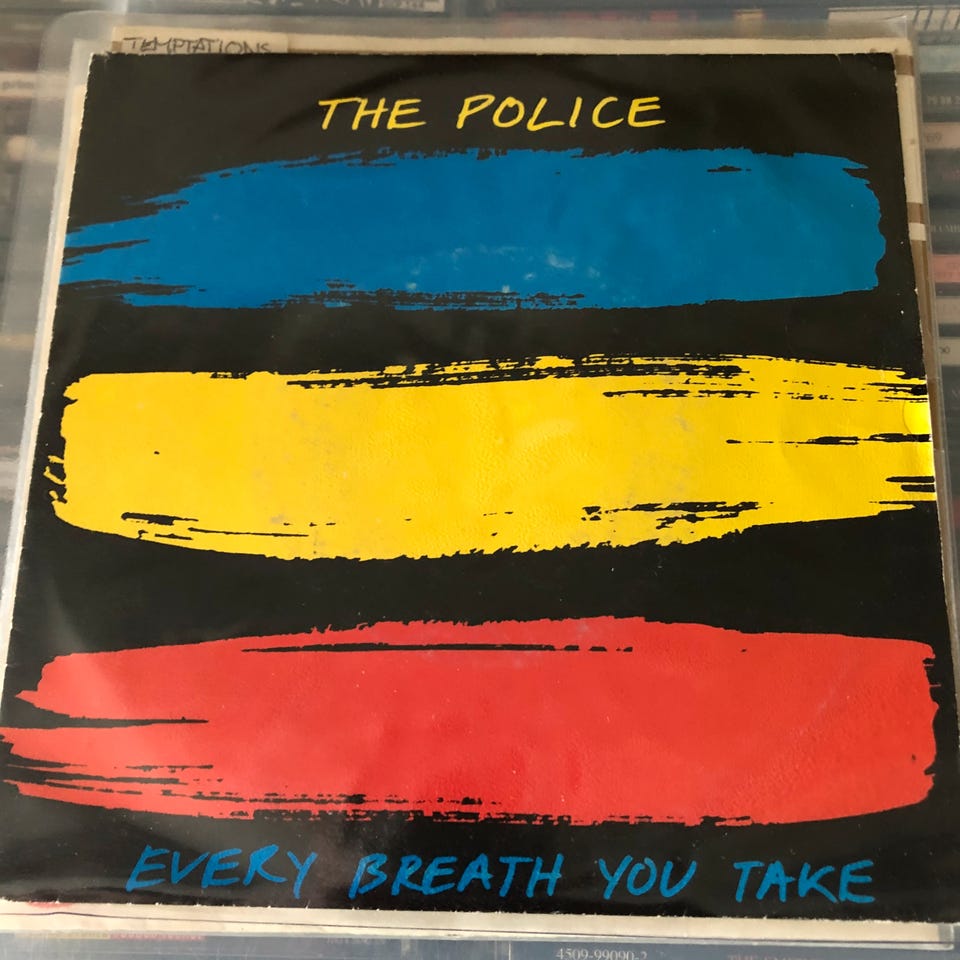 TEMPTATIONS
THE POLICE
EVERY BREATH YOU TAKE
4509-99090-2